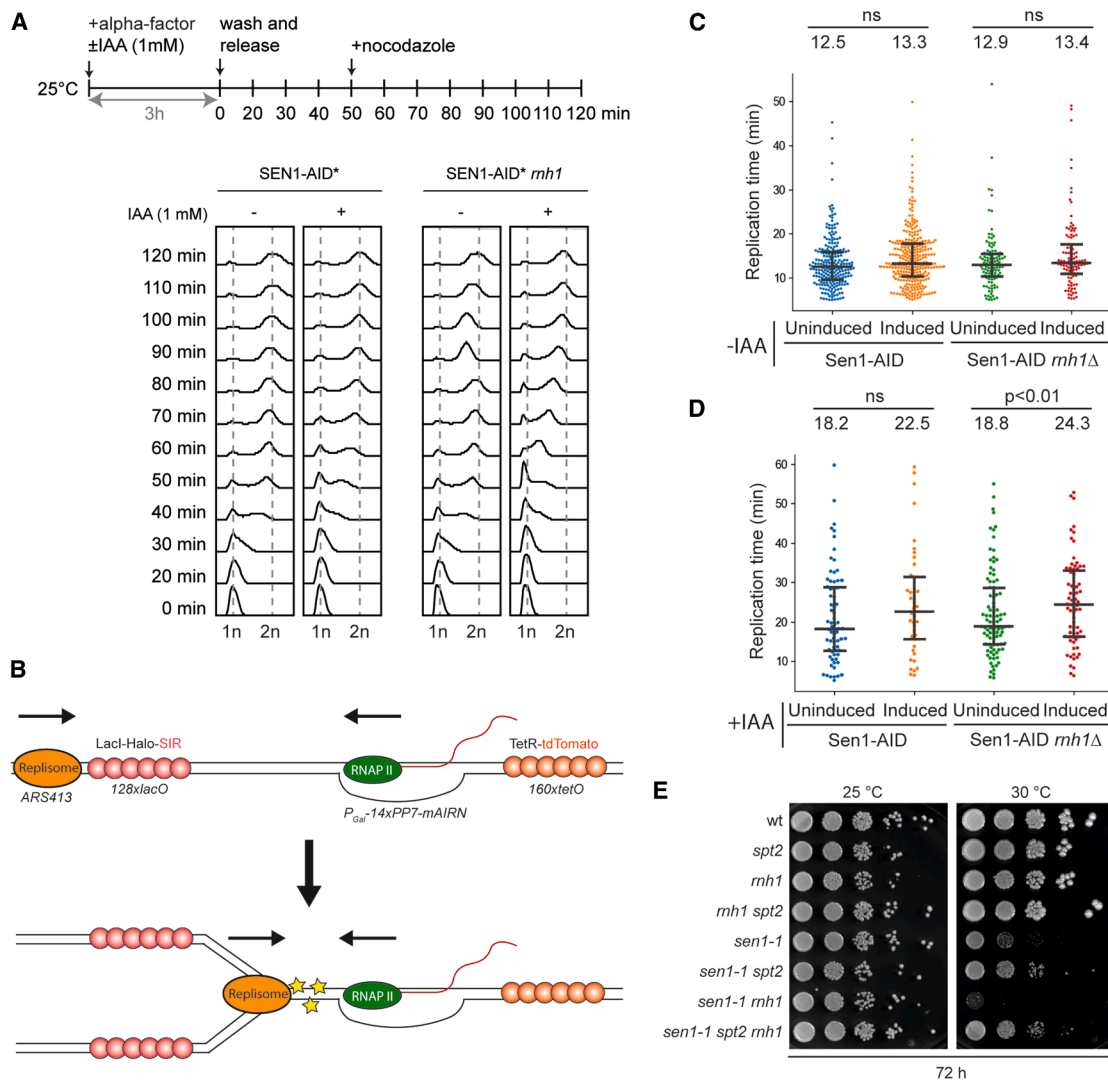 A
+alpha-factor
±IAA (1mM)
wash and
release
+nocodazole
25°C
3h
0 20 30 40 50 60 70 80 90 100 110 120 min
SEN1-AID*
SEN1-AID* rnh1
IAA (1 mM)
- + - +
120 min
110 min
100 min
90 min
80 min
70 min
60 min
50 min
40 min
30 min
20 min
0 min
1n 2n 1n 2n 1n 2n 1n 2n
B
LacI-Halo-SIR
TetR-tdTomato
Replisome
RNAP II
ARS413
128xlacO
160xtetO
PGal-14xPP7-mAIRN
Replisome
RNAP II
C
ns ns
12.5 13.3 12.9 13.4
Replication time (min)
50
40
30
20
10
Uninduced Induced Uninduced Induced
-IAA
Sen1-AID Sen1-AID rnh1Δ
D
ns p<0.01
18.2 22.5 18.8 24.3
Replication time (min)
60
50
40
30
20
10
Uninduced Induced Uninduced Induced
+IAA
Sen1-AID Sen1-AID rnh1Δ
E
25 °C 30 °C
wt
spt2
rnh1
rnh1 spt2
sen1-1
sen1-1 spt2
sen1-1 rnh1
sen1-1 spt2 rnh1
72 h